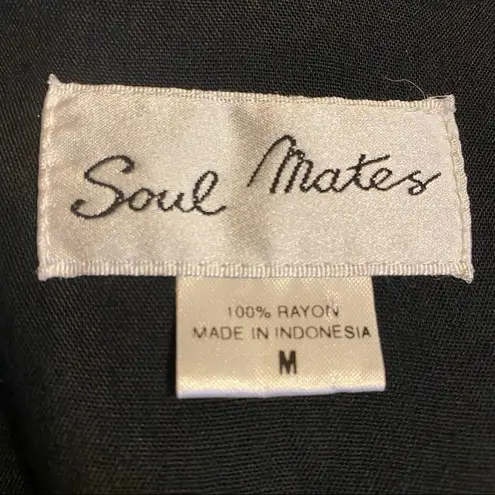 Soul Mates
100% RAYON
MADE IN INDONESIA
M